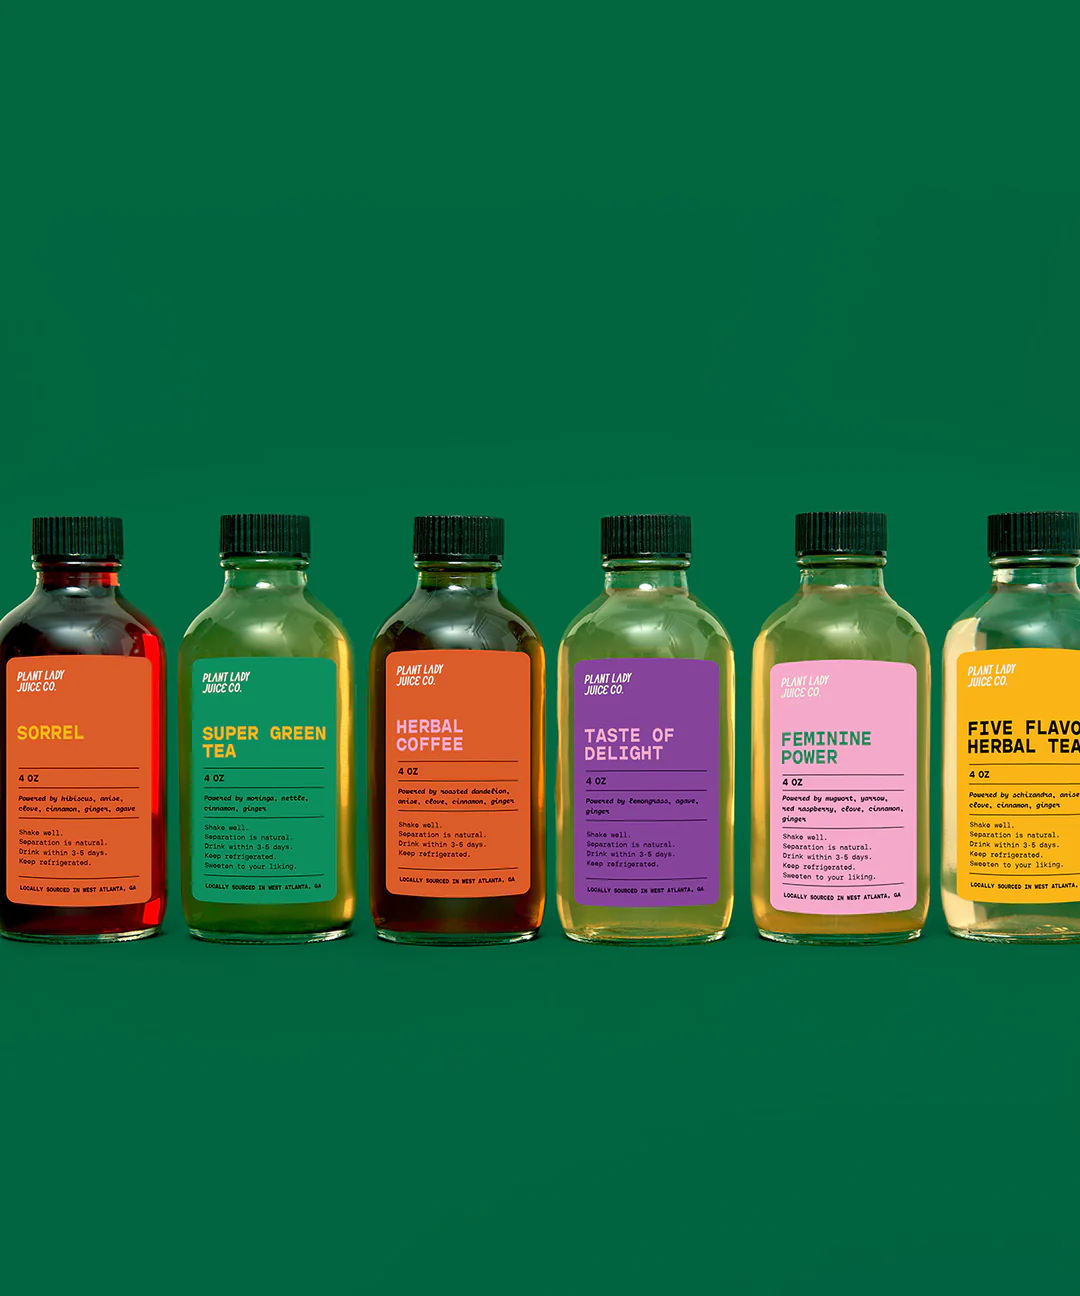 PLANT LADY
JUICE CO.
SORREL
4 OZ
Powered by hibiscus, anise,
clove, cinnamon, ginger, agave
Shake well.
Separation is natural.
Drink within 3-5 days.
Keep refrigerated.
LOCALLY SOURCED IN WEST ATLANTA, GA
PLANT LADY
JUICE CO.
SUPER GREEN
TEA
4 OZ
Powered by moringa, nettle,
cinnamon, ginger
Shake well.
Separation is natural.
Drink within 3-5 days.
Keep refrigerated.
Sweeten to your liking.
LOCALLY SOURCED IN WEST ATLANTA, GA
PLANT LADY
JUICE CO.
HERBAL
COFFEE
4 OZ
Powered by roasted dandelion,
anise, clove, cinnamon, ginger
Shake well.
Separation is natural.
Drink within 3-5 days.
Keep refrigerated.
LOCALLY SOURCED IN WEST ATLANTA, GA
PLANT LADY
JUICE CO.
TASTE OF
DELIGHT
4 OZ
Powered by lemongrass, agave,
ginger
Shake well.
Separation is natural.
Drink within 3-5 days.
Keep refrigerated.
LOCALLY SOURCED IN WEST ATLANTA, GA
PLANT LADY
JUICE CO.
FEMININE
POWER
4 OZ
Powered by mugwort, yarrow,
red raspberry, clove, cinnamon,
ginger
Shake well.
Separation is natural.
Drink within 3-5 days.
Keep refrigerated.
Sweeten to your liking.
LOCALLY SOURCED IN WEST ATLANTA, GA
PLANT LADY
JUICE CO.
FIVE FLAVO
HERBAL TEA
4 OZ
Powered by schizandra, anise
clove, cinnamon, ginger
Shake well.
Separation is natural.
Drink within 3-5 days.
Keep refrigerated.
Sweeten to your liking.
LOCALLY SOURCED IN WEST ATLANTA,